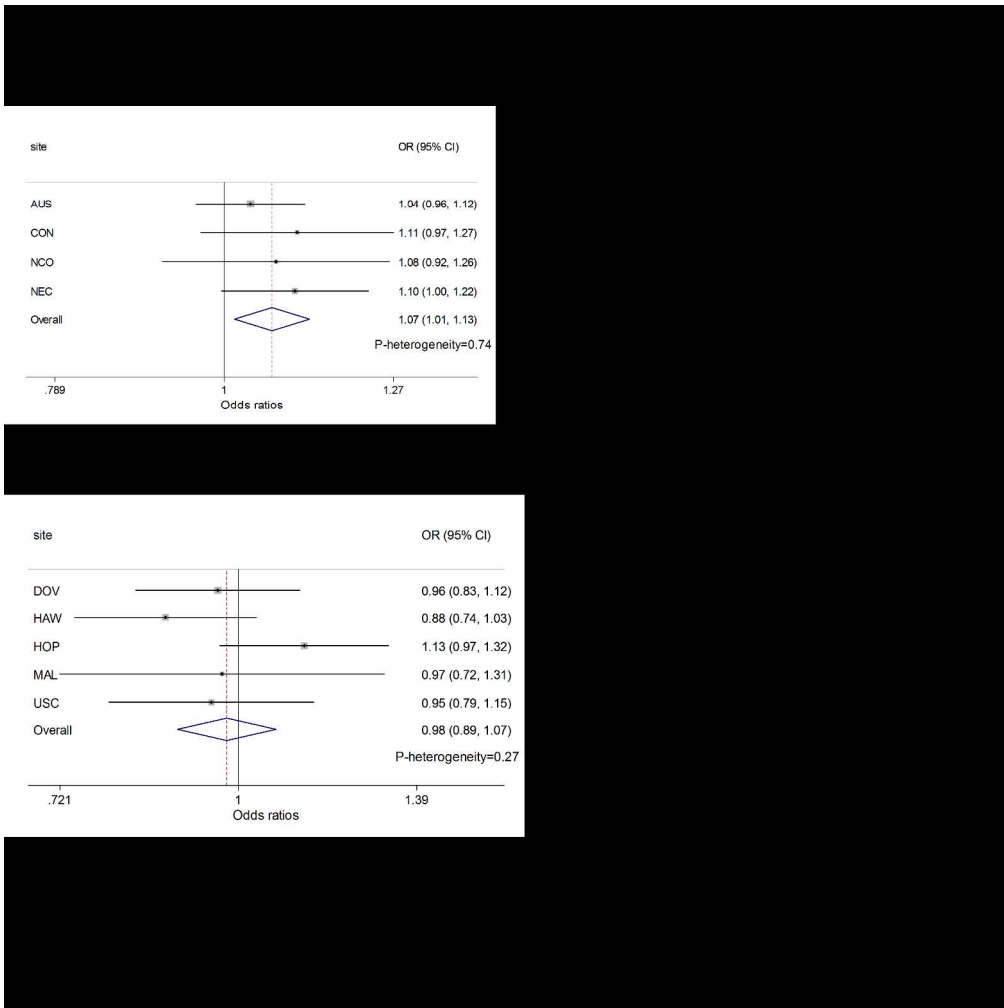 site OR (95% CI)
AUS 1.04 (0.96, 1.12)
CON 1.11 (0.97, 1.27)
NCO 1.08 (0.92, 1.26)
NEC 1.10 (1.00, 1.22)
Overall 1.07 (1.01, 1.13)
P-heterogeneity=0.74
.789 1 1.27
Odds ratios
site OR (95% CI)
DOV 0.96 (0.83, 1.12)
HAW 0.88 (0.74, 1.03)
HOP 1.13 (0.97, 1.32)
MAL 0.97 (0.72, 1.31)
USC 0.95 (0.79, 1.15)
Overall 0.98 (0.89, 1.07)
P-heterogeneity=0.27
.721 1 1.39
Odds ratios